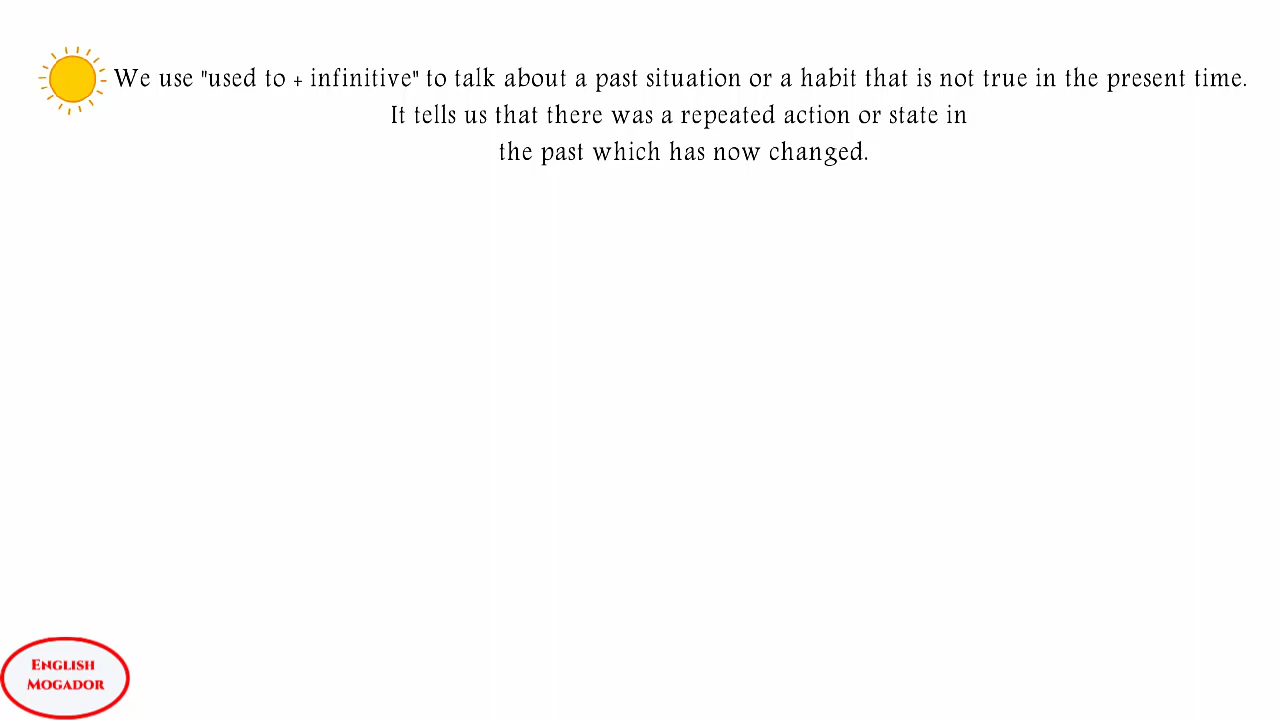 We use "used to + infinitive" to talk about a past situation or a habit that is not true in the present time.
It tells us that there was a repeated action or state in
the past which has now changed.
ENGLISH
MOGADOR